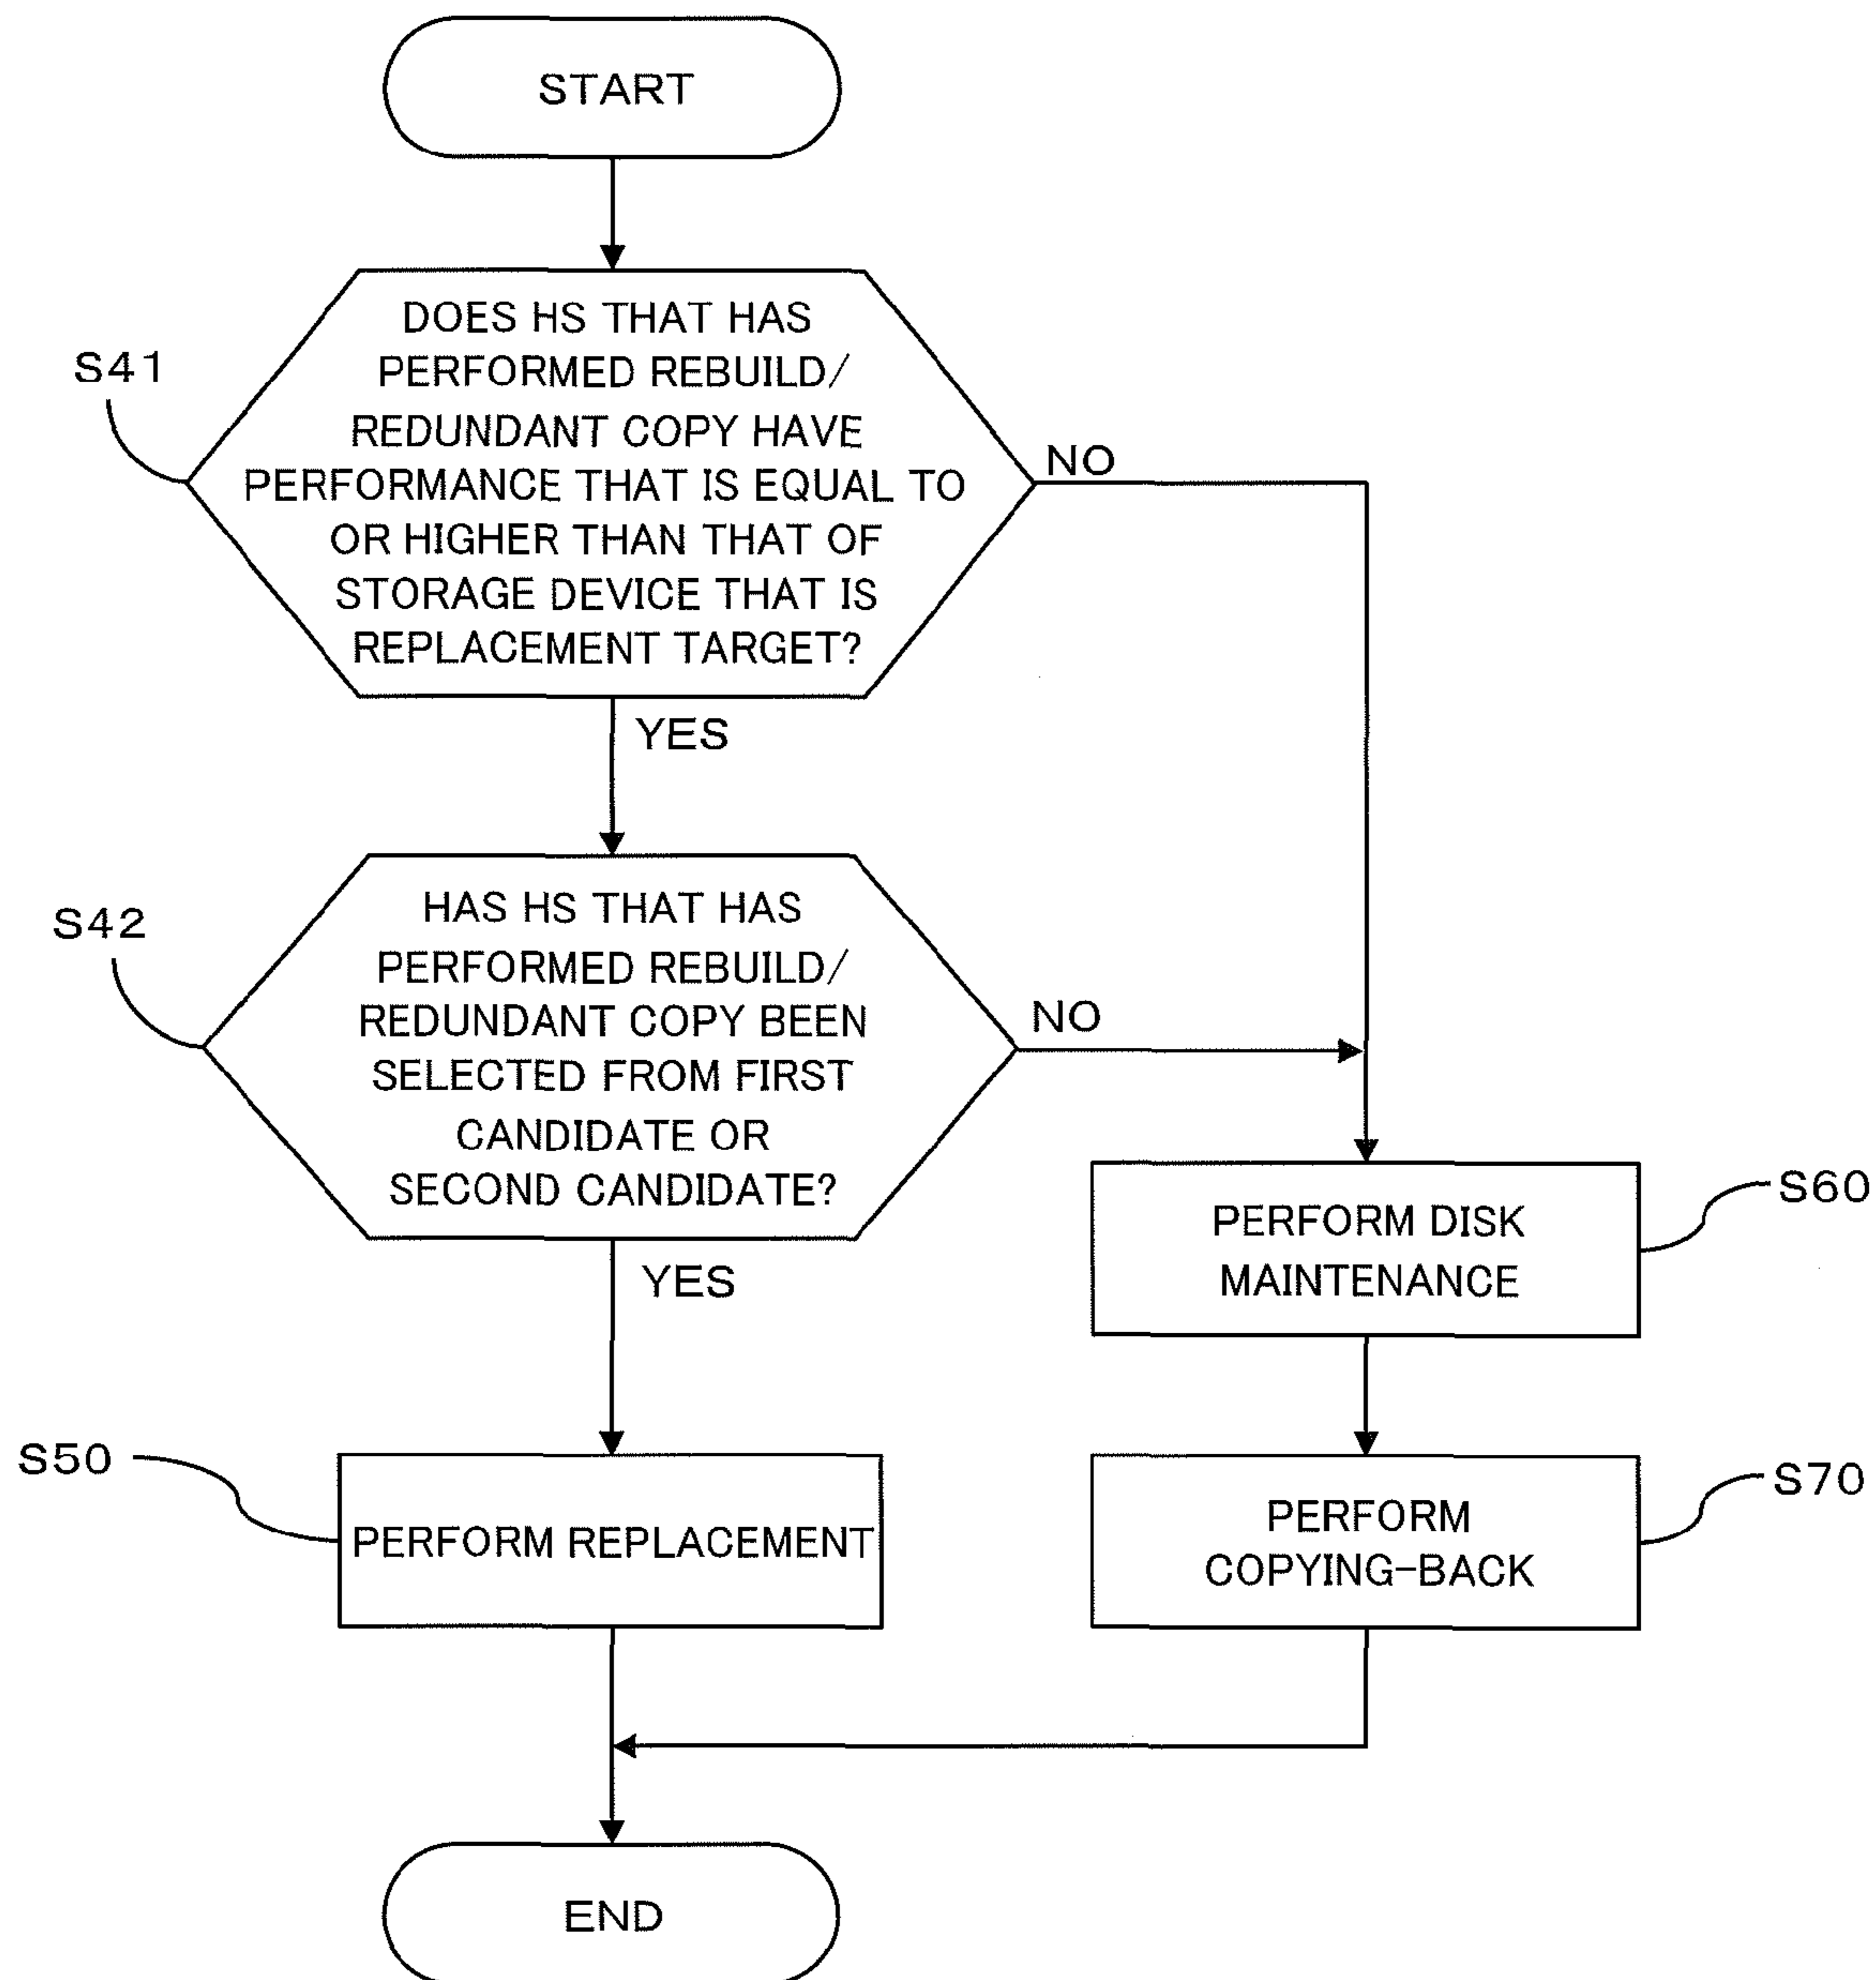 START
S41
DOES HS THAT HAS
PERFORMED REBUILD/
REDUNDANT COPY HAVE
PERFORMANCE THAT IS EQUAL TO
OR HIGHER THAN THAT OF
STORAGE DEVICE THAT IS
REPLACEMENT TARGET?
NO
YES
S42
HAS HS THAT HAS
PERFORMED REBUILD/
REDUNDANT COPY BEEN
SELECTED FROM FIRST
CANDIDATE OR
SECOND CANDIDATE?
NO
YES
PERFORM DISK
MAINTENANCE
S60
S50
PERFORM REPLACEMENT
PERFORM
COPYING-BACK
S70
END